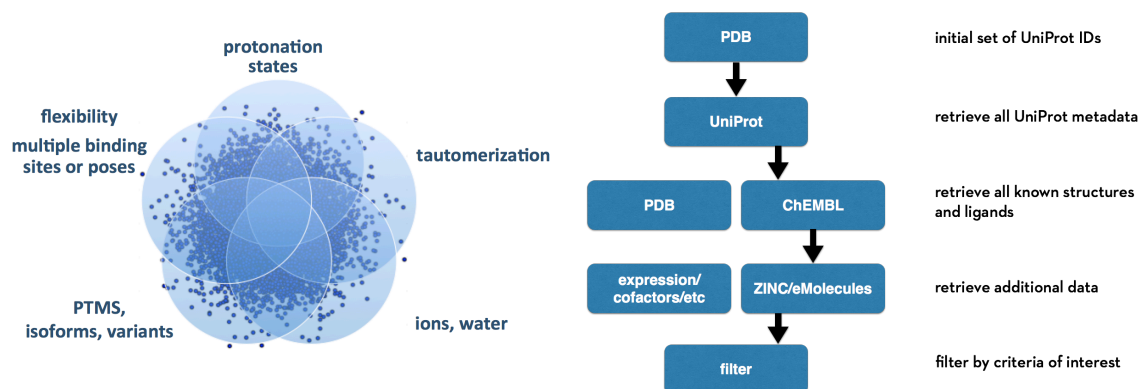 protonation
states
flexibility
multiple binding
sites or poses
tautomerization
PTMS,
isoforms, variants
ions, water
PDB
initial set of UniProt IDs
UniProt
retrieve all UniProt metadata
PDB
ChEMBL
retrieve all known structures
and ligands
expression/
cofactors/etc
ZINC/eMolecules
retrieve additional data
filter
filter by criteria of interest